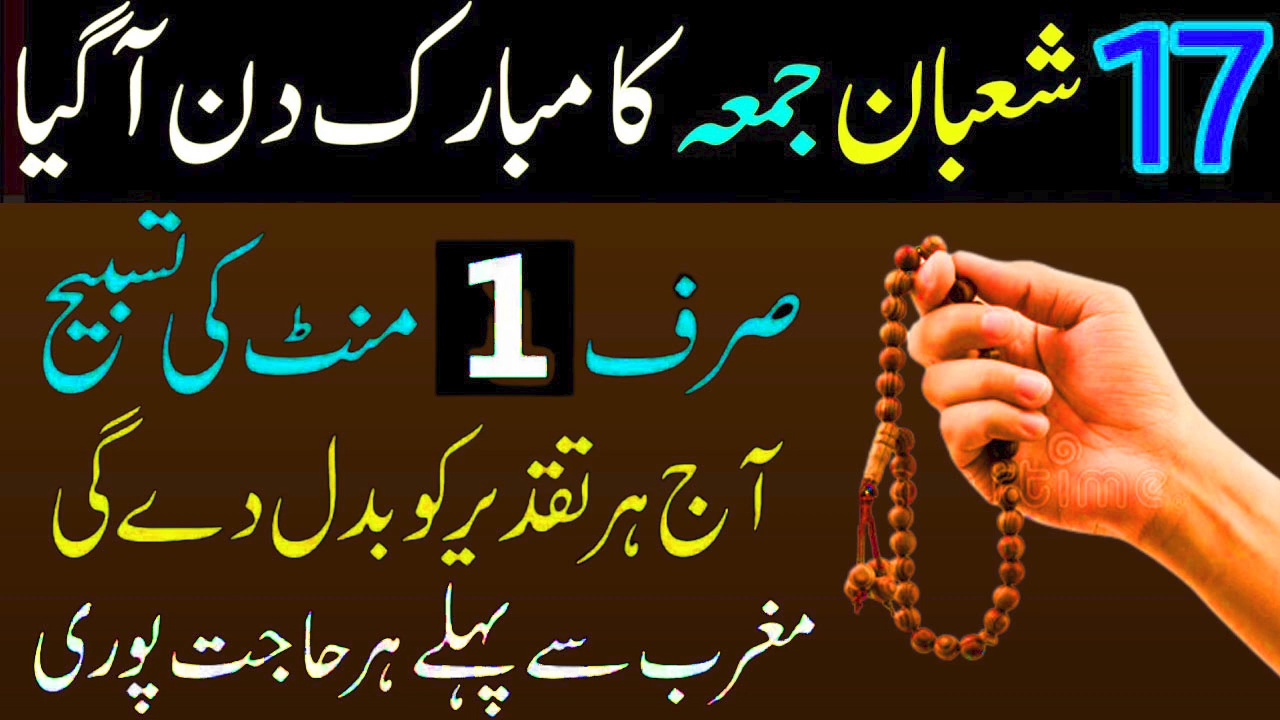 17 شعبان جمعہ کا مبارک دن آگیا
صرف 1 منٹ کی تسبیح
آج ہر تقدیر کو بدل دے گی
مغرب سے پہلے ہر حاجت پوری
time